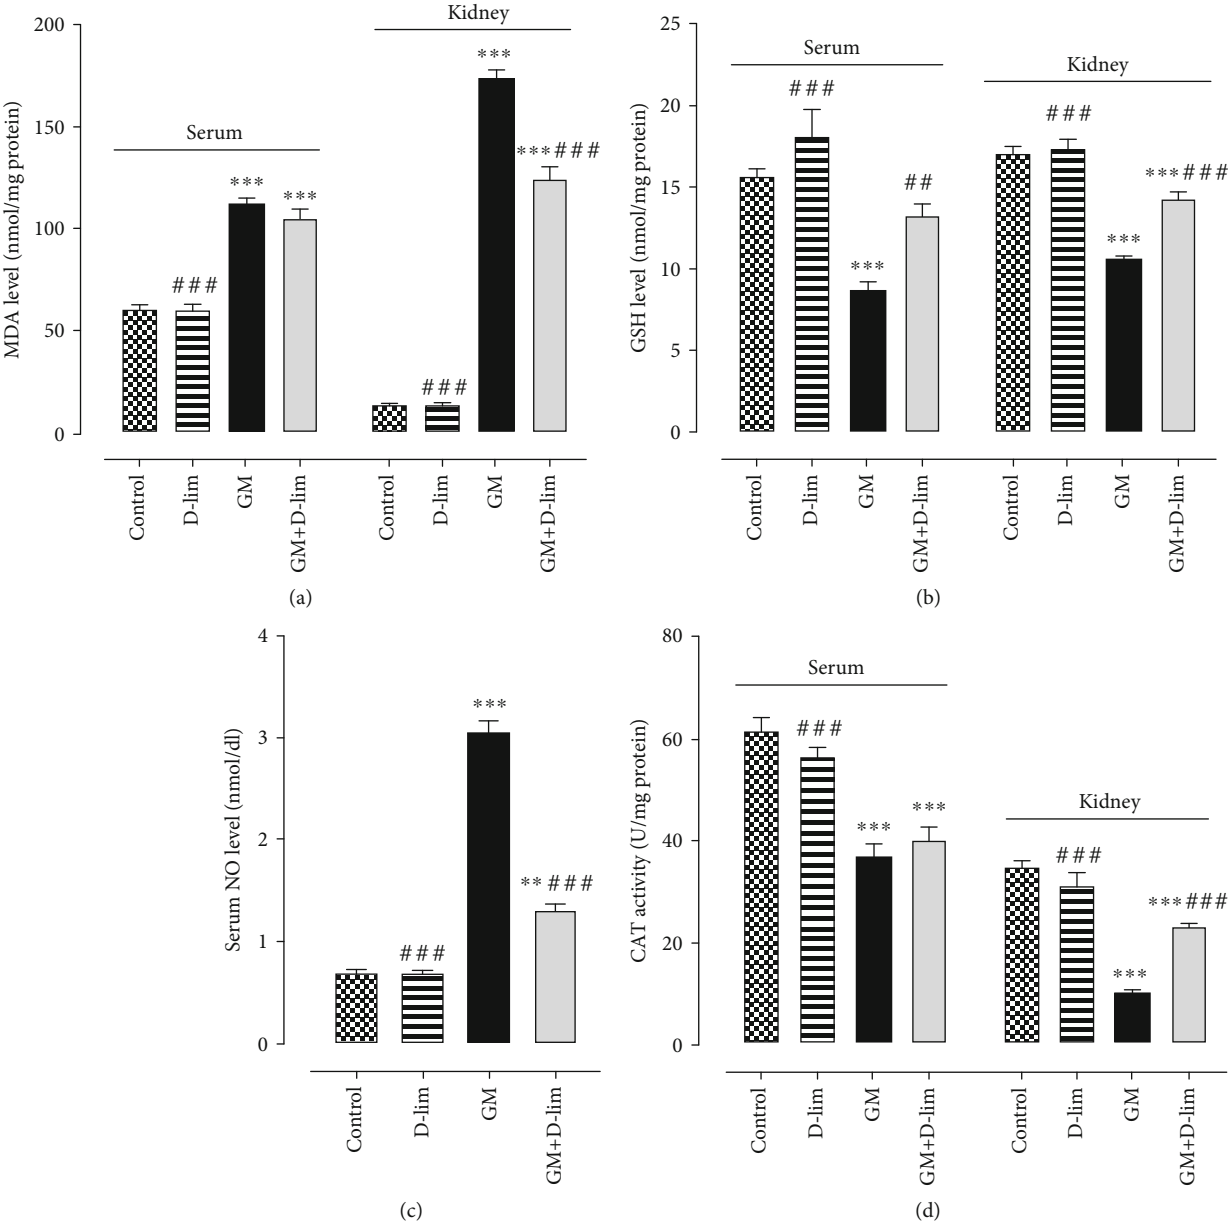 Kidney
Serum
MDA level (nmol/mg protein)
200
150
100
50
0
###
***
***
###
***
***###
Control
D-lim
GM
GM+D-lim
Control
D-lim
GM
GM+D-lim
(a)
Serum
Kidney
GSH level (nmol/mg protein)
25
20
15
10
5
0
###
***
##
###
***
***###
Control
D-lim
GM
GM+D-lim
Control
D-lim
GM
GM+D-lim
(b)
Serum NO level (nmol/dl)
4
3
2
1
0
###
***
**###
Control
D-lim
GM
GM+D-lim
(c)
Serum
Kidney
CAT activity (U/mg protein)
80
60
40
20
0
###
***
***
###
***
***###
Control
D-lim
GM
GM+D-lim
Control
D-lim
GM
GM+D-lim
(d)